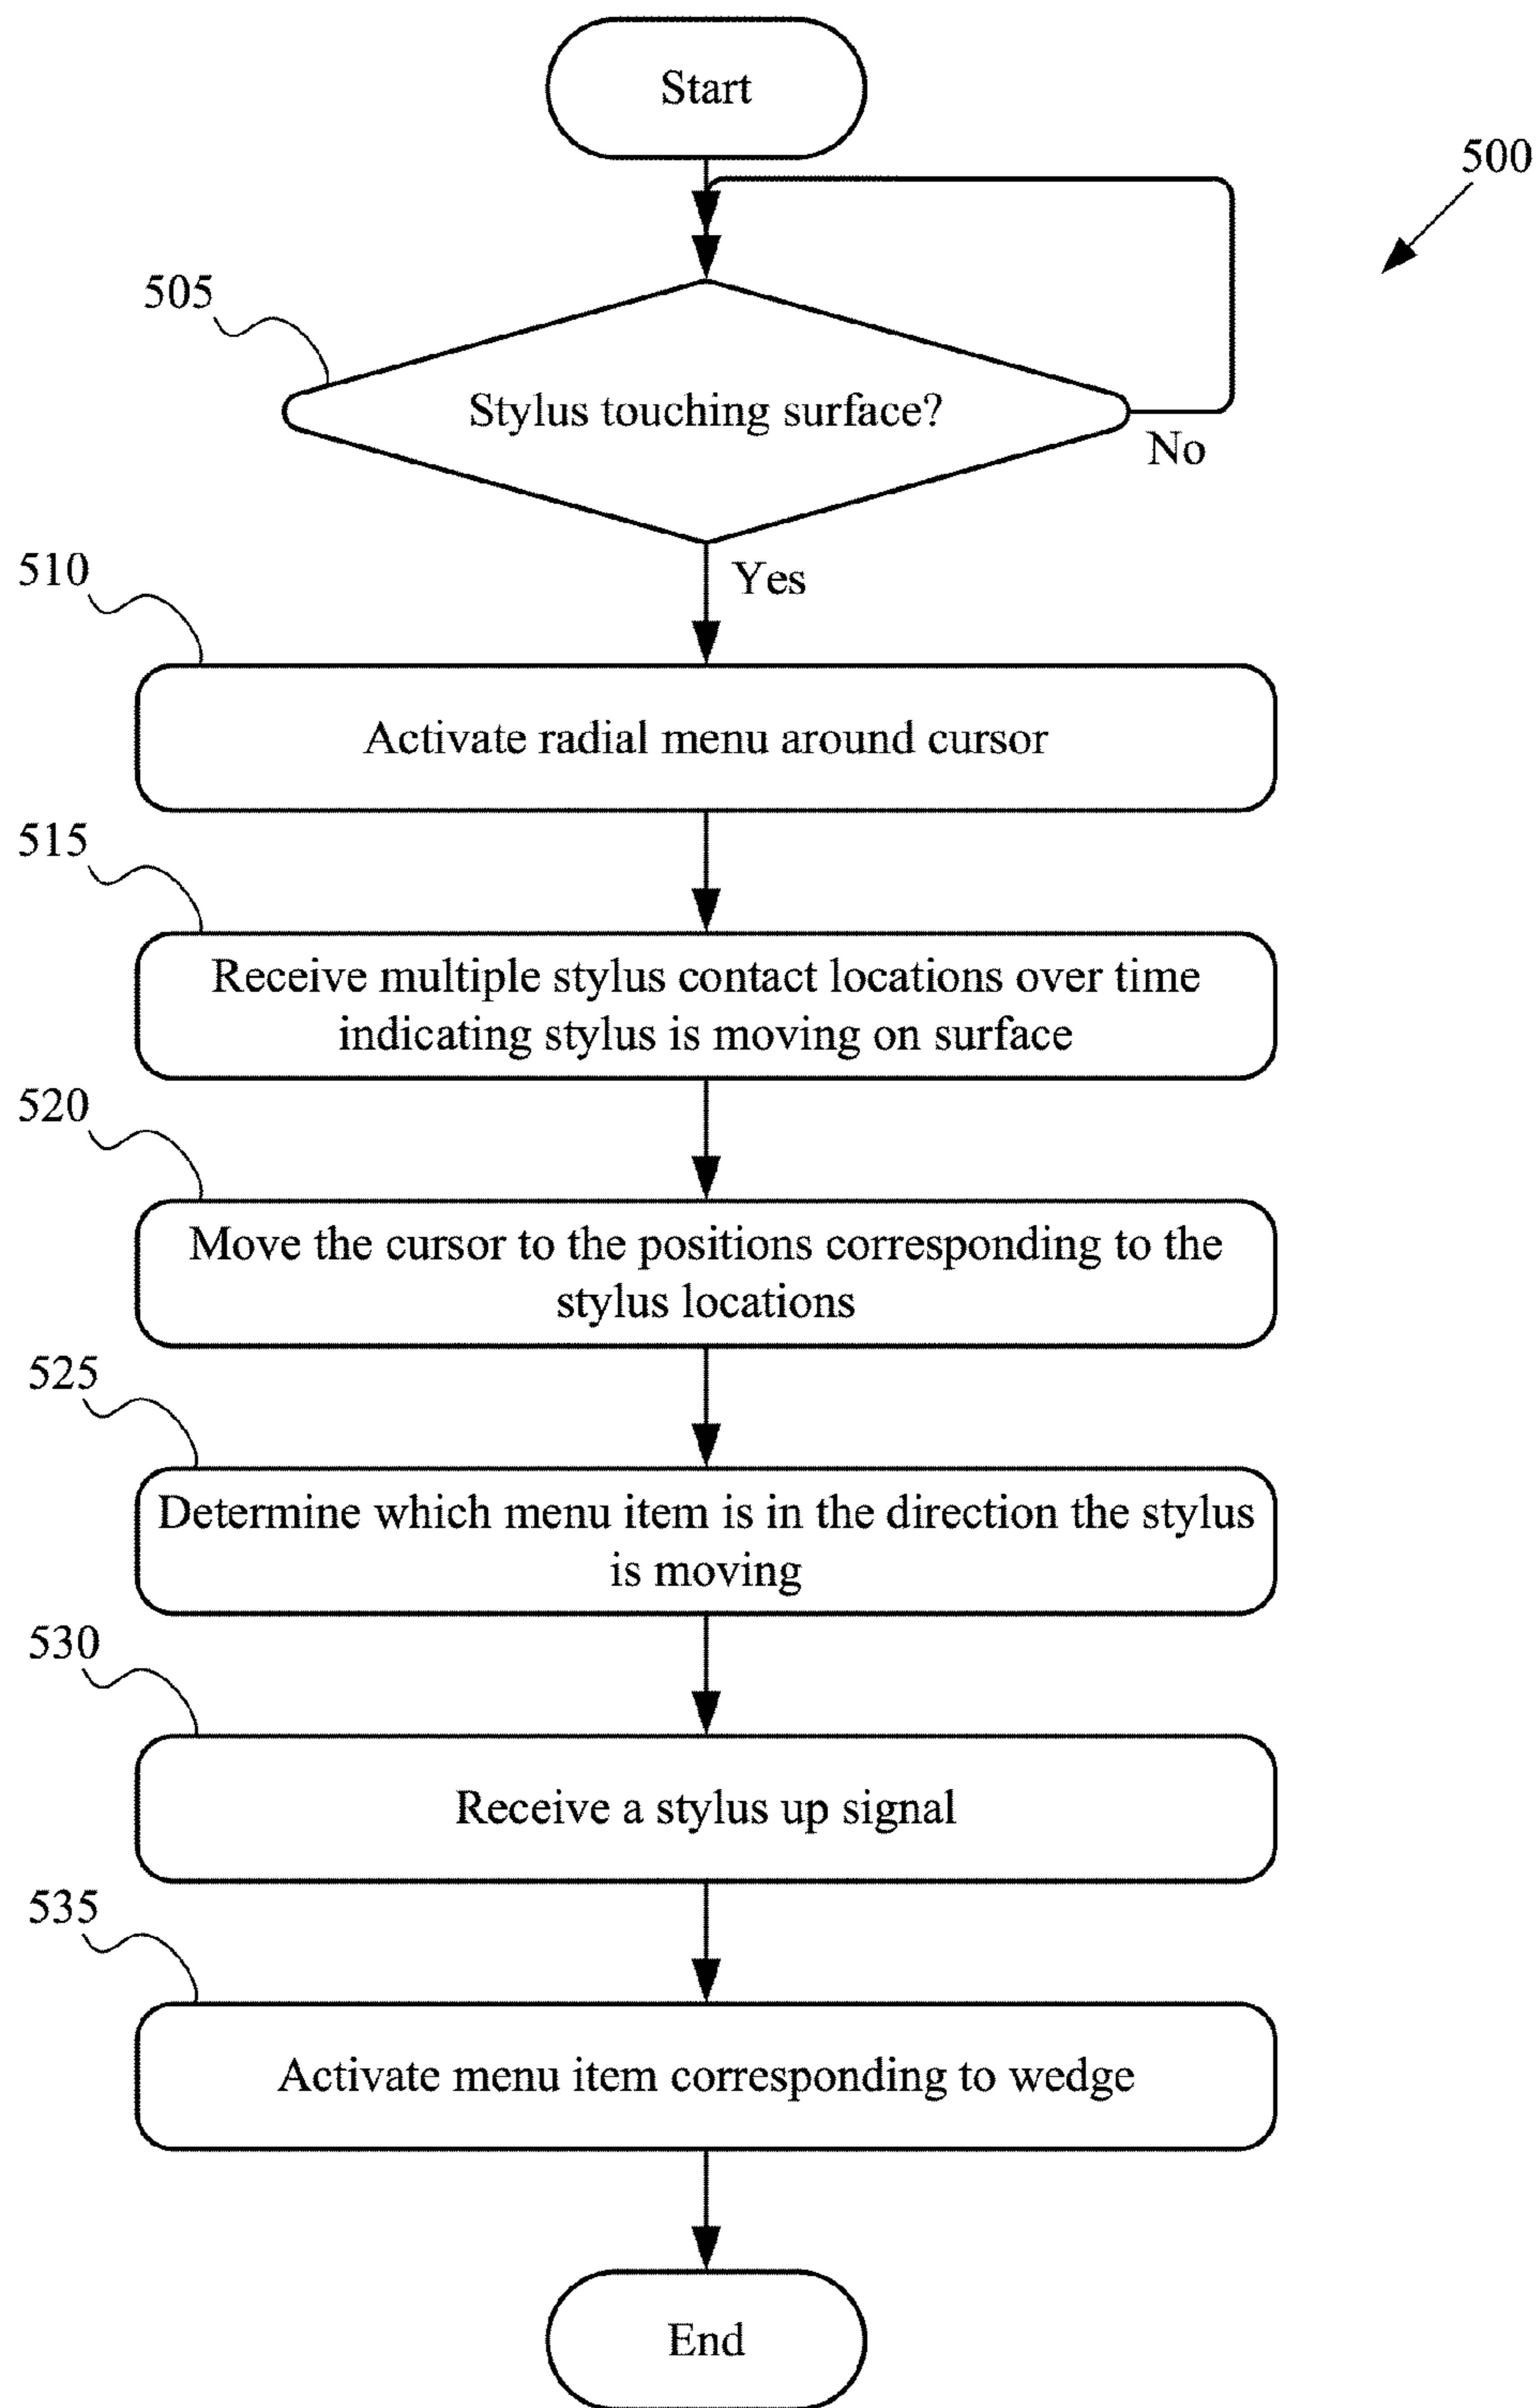 Start
500
505
Stylus touching surface?
No
Yes
510
Activate radial menu around cursor
515
Receive multiple stylus contact locations over time
indicating stylus is moving on surface
520
Move the cursor to the positions corresponding to the
stylus locations
525
Determine which menu item is in the direction the stylus
is moving
530
Receive a stylus up signal
535
Activate menu item corresponding to wedge
End